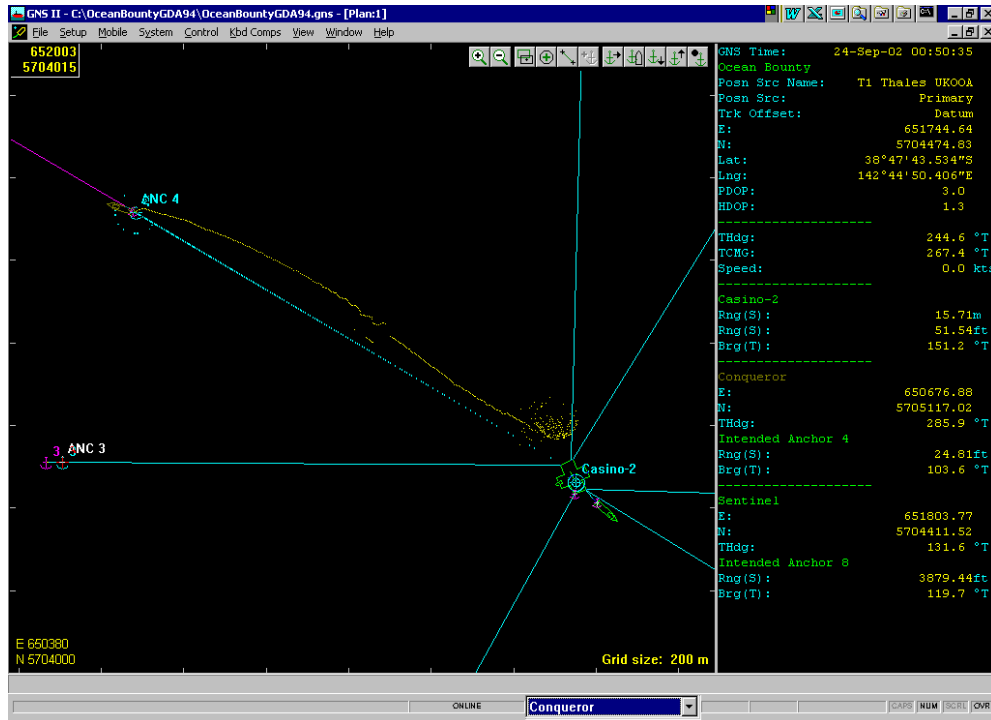 GNS II - C:\OceanBountyGDA94\OceanBountyGDA94.gns - [Plan:1]
File Setup Mobile System Control Kbd Comps View Window Help
652003
5704015
ANC 4
3 ANC 3
Casino-2
E 650380
N 5704000
Grid size: 200 m
GNS Time: 24-Sep-02 00:50:35
Ocean Bounty
Posn Src Name: T1 Thales UKOOA
Posn Src: Primary
Trk Offset: Datum
E: 651744.64
N: 5704474.83
Lat: 38°47'43.534"S
Lng: 142°44'50.406"E
PDOP: 3.0
HDOP: 1.3
----------------------
THdg: 244.6 °T
TCMG: 267.4 °T
Speed: 0.0 kts
----------------------
Casino-2
Rng(S): 15.71m
Rng(S): 51.54ft
Brg(T): 151.2 °T
----------------------
Conqueror
E: 650676.88
N: 5705117.02
THdg: 285.9 °T
Intended Anchor 4
Rng(S): 24.81ft
Brg(T): 103.6 °T
----------------------
Sentinel
E: 651803.77
N: 5704411.52
THdg: 131.6 °T
Intended Anchor 8
Rng(S): 3879.44ft
Brg(T): 119.7 °T
ONLINE Conqueror CAPS NUM SCRL OVR